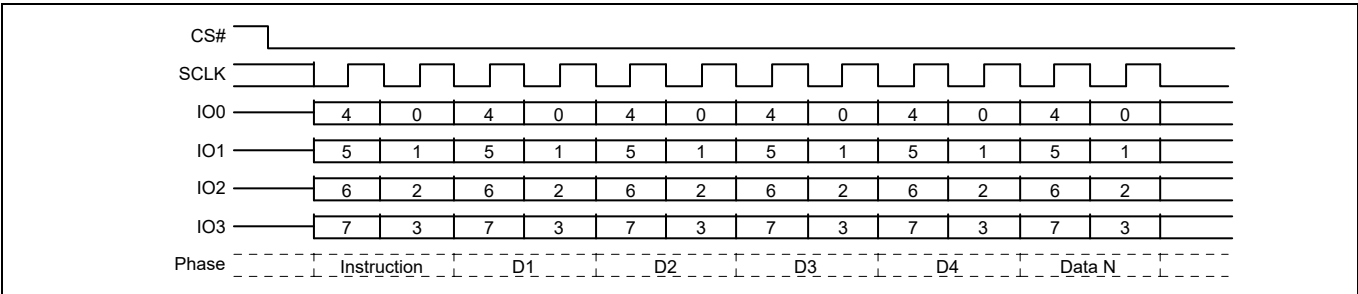 CS#
SCLK
IO0 4 0 4 0 4 0 4 0 4 0 4 0
IO1 5 1 5 1 5 1 5 1 5 1 5 1
IO2 6 2 6 2 6 2 6 2 6 2 6 2
IO3 7 3 7 3 7 3 7 3 7 3 7 3
Phase Instruction D1 D2 D3 D4 Data N